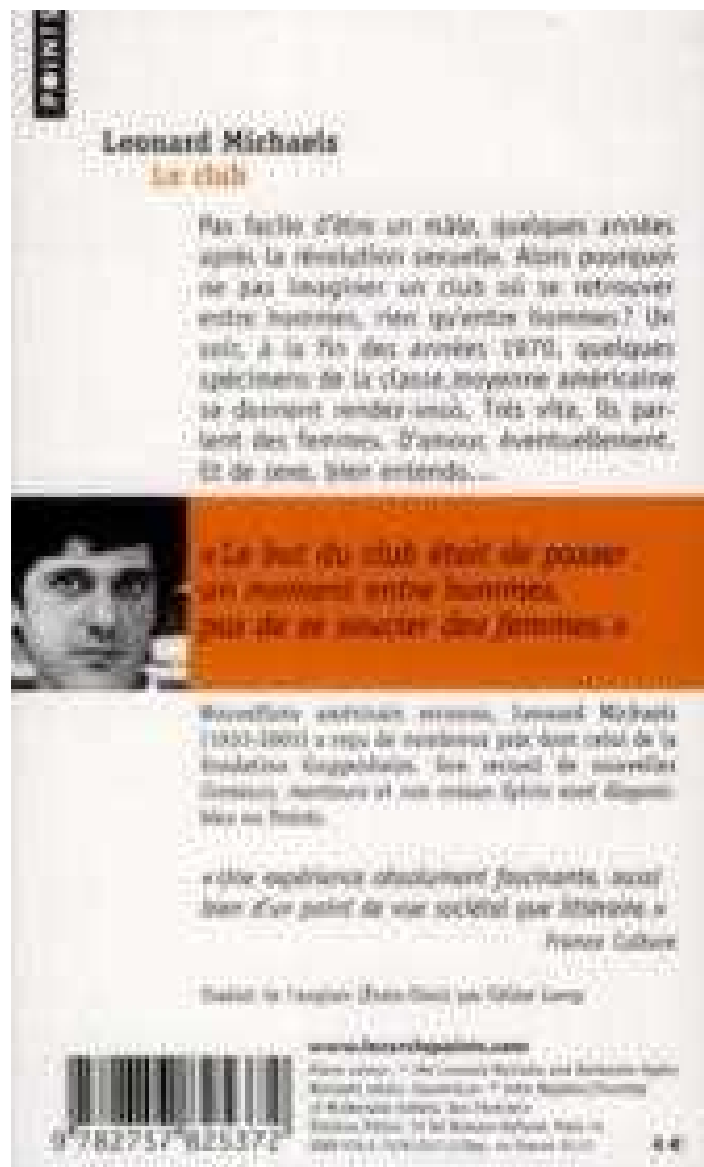 POINTS
Leonard Michaels
Le club
Pas facile d'être un mâle, quelques années
après la révolution sexuelle. Alors pourquoi
ne pas imaginer un club où se retrouver
entre hommes, rien qu'entre hommes? Un
soir, à la fin des années 1970, quelques
spécimens de la classe moyenne américaine
se donnent rendez-vous. Très vite, ils par-
lent des femmes. D'amour, éventuellement.
Et de sexe, bien entendu...
« Le but du club était de passer
un moment entre hommes,
pas de se soucier des femmes. »
Nouvelliste américain reconnu, Leonard Michaels
(1933-2003) a reçu de nombreux prix dont celui de la
fondation Guggenheim. Son recueil de nouvelles
et son roman Sylvia sont disponi-
bles en Points.
« Une expérience absolument fascinante, aussi
bien d'un point de vue sociétal que littéraire. »
France Culture
Traduit de l'anglais (États-Unis) par
www.lecerclepoints.com
9 782757 825372